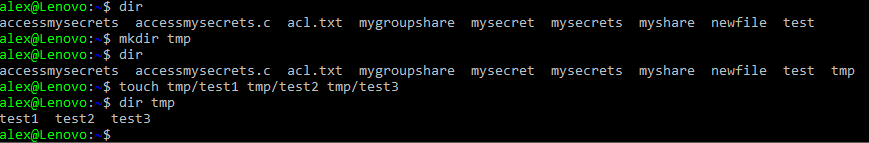 alex@Lenovo:~$ dir
accessmysecrets  accessmysecrets.c  acl.txt  mygroupshare  mysecret  mysecrets  myshare  newfile  test
alex@Lenovo:~$ mkdir tmp
alex@Lenovo:~$ dir
accessmysecrets  accessmysecrets.c  acl.txt  mygroupshare  mysecret  mysecrets  myshare  newfile  test  tmp
alex@Lenovo:~$ touch tmp/test1 tmp/test2 tmp/test3
alex@Lenovo:~$ dir tmp
test1  test2  test3
alex@Lenovo:~$